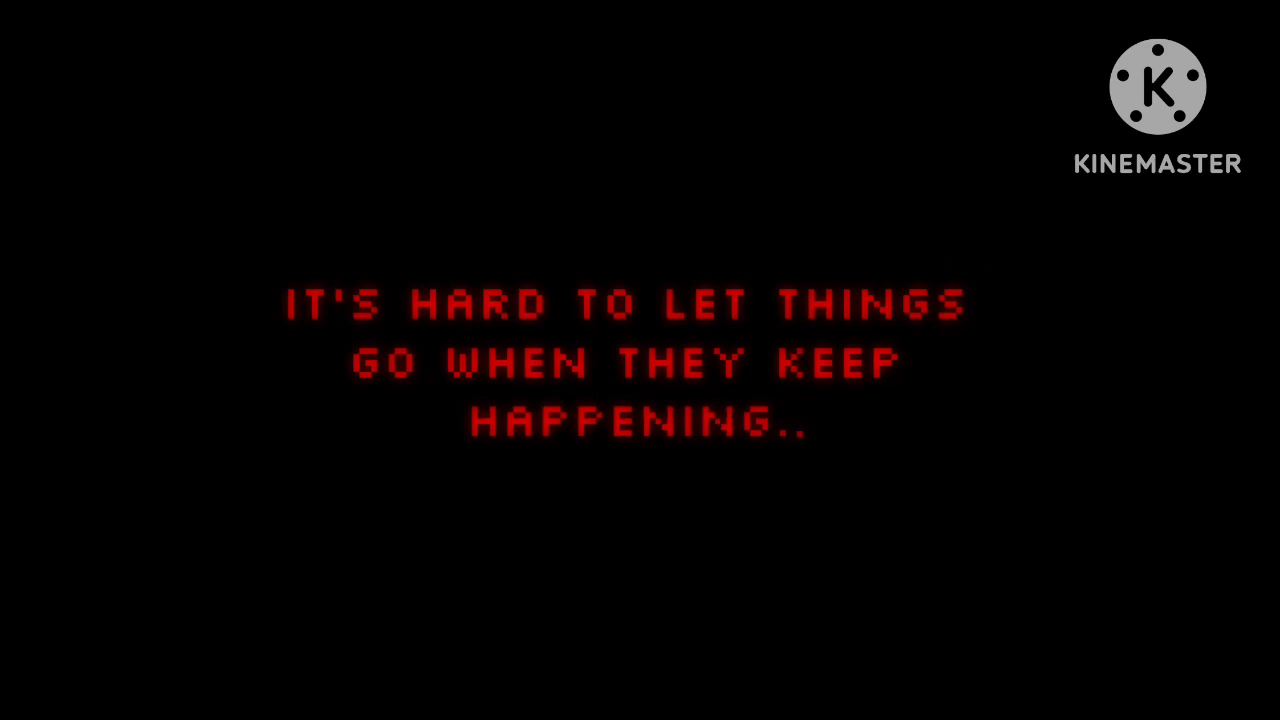 K
KINEMASTER
IT'S HARD TO LET THINGS
GO WHEN THEY KEEP
HAPPENING..